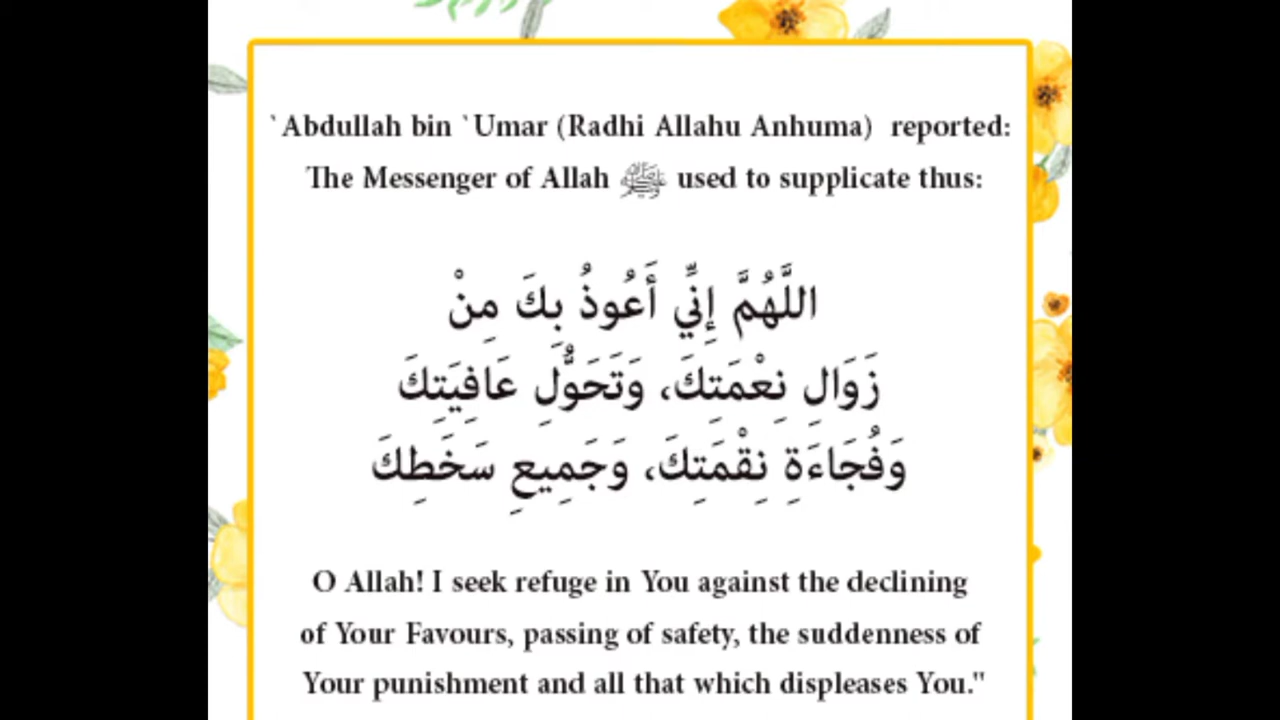 `Abdullah bin `Umar (Radhi Allahu Anhuma) reported:
The Messenger of Allah ﷺ used to supplicate thus:
اللَّهُمَّ إِنِّي أَعُوذُ بِكَ مِنْ
زَوَالِ نِعْمَتِكَ، وَتَحَوُّلِ عَافِيَتِكَ
وَفُجَاءَةِ نِقْمَتِكَ، وَجَمِيعِ سَخَطِكَ
O Allah! I seek refuge in You against the declining
of Your Favours, passing of safety, the suddenness of
Your punishment and all that which displeases You."